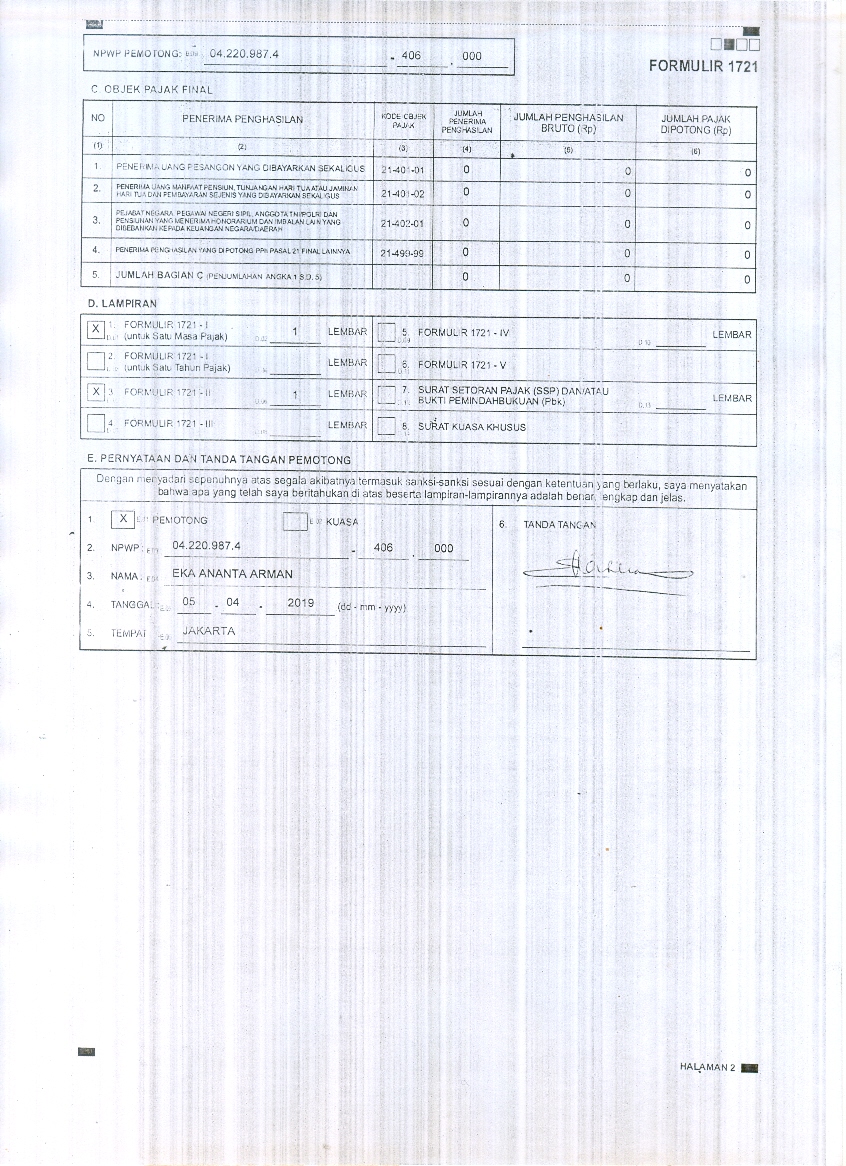 NPWP PEMOTONG: 04.220.987.4 - 406 . 000
FORMULIR 1721
C. OBJEK PAJAK FINAL
NO PENERIMA PENGHASILAN KODE OBJEK PAJAK JUMLAH PENERIMA PENGHASILAN JUMLAH PENGHASILAN BRUTO (Rp) JUMLAH PAJAK DIPOTONG (Rp)
(1) (2) (3) (4) (5) (6)
1. PENERIMA UANG PESANGON YANG DIBAYARKAN SEKALIGUS 21-401-01 0 0 0
2. PENERIMA UANG MANFAAT PENSIUN, TUNJANGAN HARI TUA ATAU JAMINAN HARI TUA DAN PEMBAYARAN SEJENIS YANG DIBAYARKAN SEKALIGUS 21-401-02 0 0 0
3. PEJABAT NEGARA, PEGAWAI NEGERI SIPIL, ANGGOTA TNI/POLRI DAN PENSIUNAN YANG MENERIMA HONORARIUM DAN IMBALAN LAIN YANG DIBEBANKAN KEPADA KEUANGAN NEGARA/DAERAH 21-402-01 0 0 0
4. PENERIMA PENGHASILAN YANG DIPOTONG PPh PASAL 21 FINAL LAINNYA 21-499-99 0 0 0
5. JUMLAH BAGIAN C (PENJUMLAHAN ANGKA 1 S.D. 5) 0 0 0
D. LAMPIRAN
X 1. FORMULIR 1721 - I
(untuk Satu Masa Pajak) 1 LEMBAR
5. FORMULIR 1721 - IV LEMBAR
2. FORMULIR 1721 - I
(untuk Satu Tahun Pajak) LEMBAR
6. FORMULIR 1721 - V
X 3. FORMULIR 1721 - II 1 LEMBAR
7. SURAT SETORAN PAJAK (SSP) DAN/ATAU
BUKTI PEMINDAHBUKUAN (Pbk) LEMBAR
4. FORMULIR 1721 - III LEMBAR
8. SURAT KUASA KHUSUS
E. PERNYATAAN DAN TANDA TANGAN PEMOTONG
Dengan menyadari sepenuhnya atas segala akibatnya termasuk sanksi-sanksi sesuai dengan ketentuan yang berlaku, saya menyatakan
bahwa apa yang telah saya beritahukan di atas beserta lampiran-lampirannya adalah benar, lengkap dan jelas.
1. X PEMOTONG KUASA
2. NPWP : 04.220.987.4 - 406 . 000
3. NAMA : EKA ANANTA ARMAN
4. TANGGAL : 05 - 04 - 2019 (dd - mm - yyyy)
5. TEMPAT : JAKARTA
6. TANDA TANGAN
HALAMAN 2